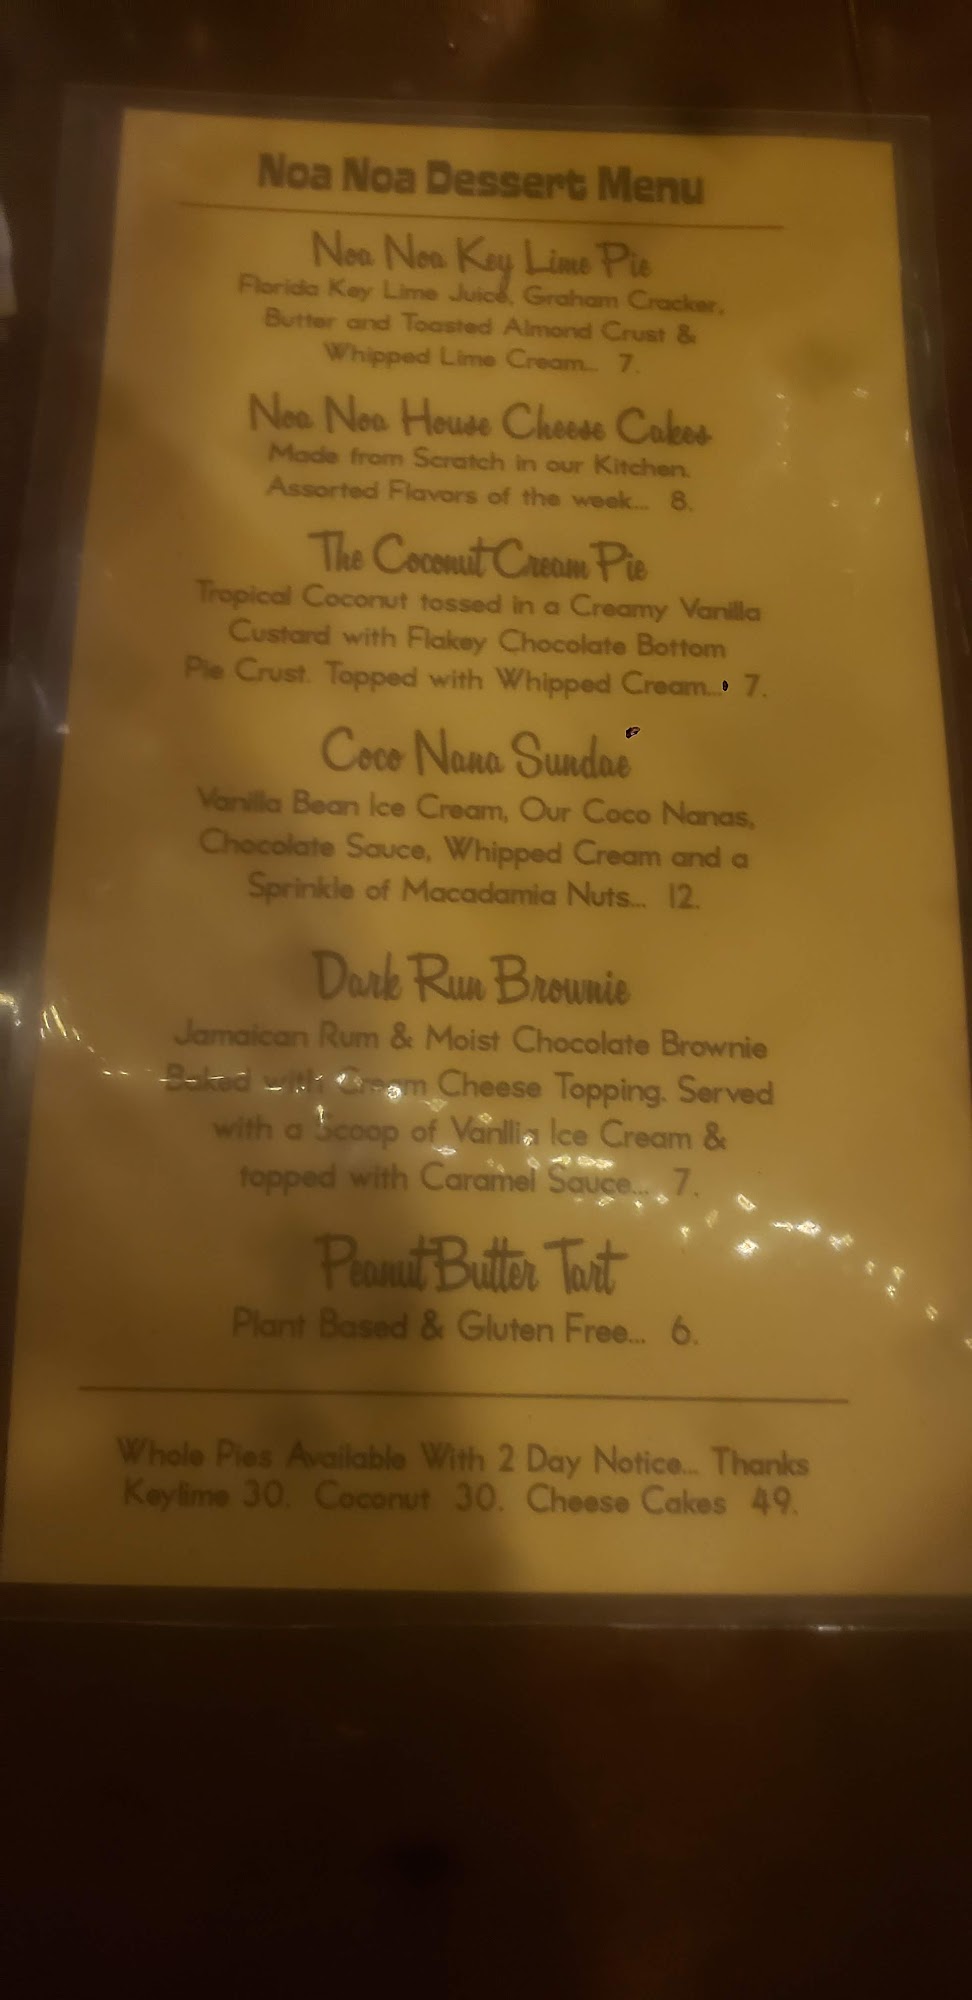 Noa Noa Dessert Menu
Noa Noa Key Lime Pie
Florida Key Lime Juice, Graham Cracker,
Butter and Toasted Almond Crust &
Whipped Lime Cream... 7.
Noa Noa House Cheese Cakes
Made from Scratch in our Kitchen.
Assorted Flavors of the week... 8.
The Coconut Cream Pie
Tropical Coconut tossed in a Creamy Vanilla
Custard with Flakey Chocolate Bottom
Pie Crust. Topped with Whipped Cream... 7.
Coco Nana Sundae
Vanilla Bean Ice Cream, Our Coco Nanas,
Chocolate Sauce, Whipped Cream and a
Sprinkle of Macadamia Nuts... 12.
Dark Run Brownie
Jamaican Rum & Moist Chocolate Brownie
Baked with Cream Cheese Topping. Served
with a Scoop of Vanilla Ice Cream &
topped with Caramel Sauce... 7.
Peanut Butter Tart
Plant Based & Gluten Free... 6.
Whole Pies Available With 2 Day Notice... Thanks
Keylime 30. Coconut 30. Cheese Cakes 49.